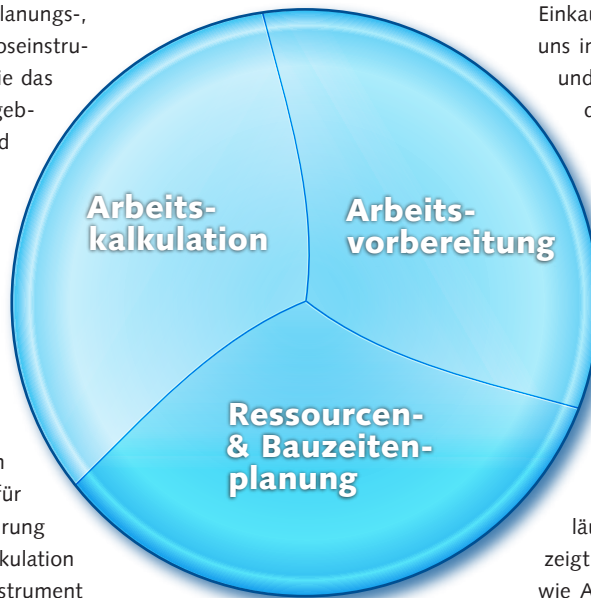 lanungs-,
oseinstru-
ie das
geb-
d
n
für
rung
kulation
strument
Arbeits-
kalkulation
Arbeits-
vorbereitung
Ressourcen-
& Bauzeiten-
planung
Einkau
uns in
und
läu
zeigt
wie A